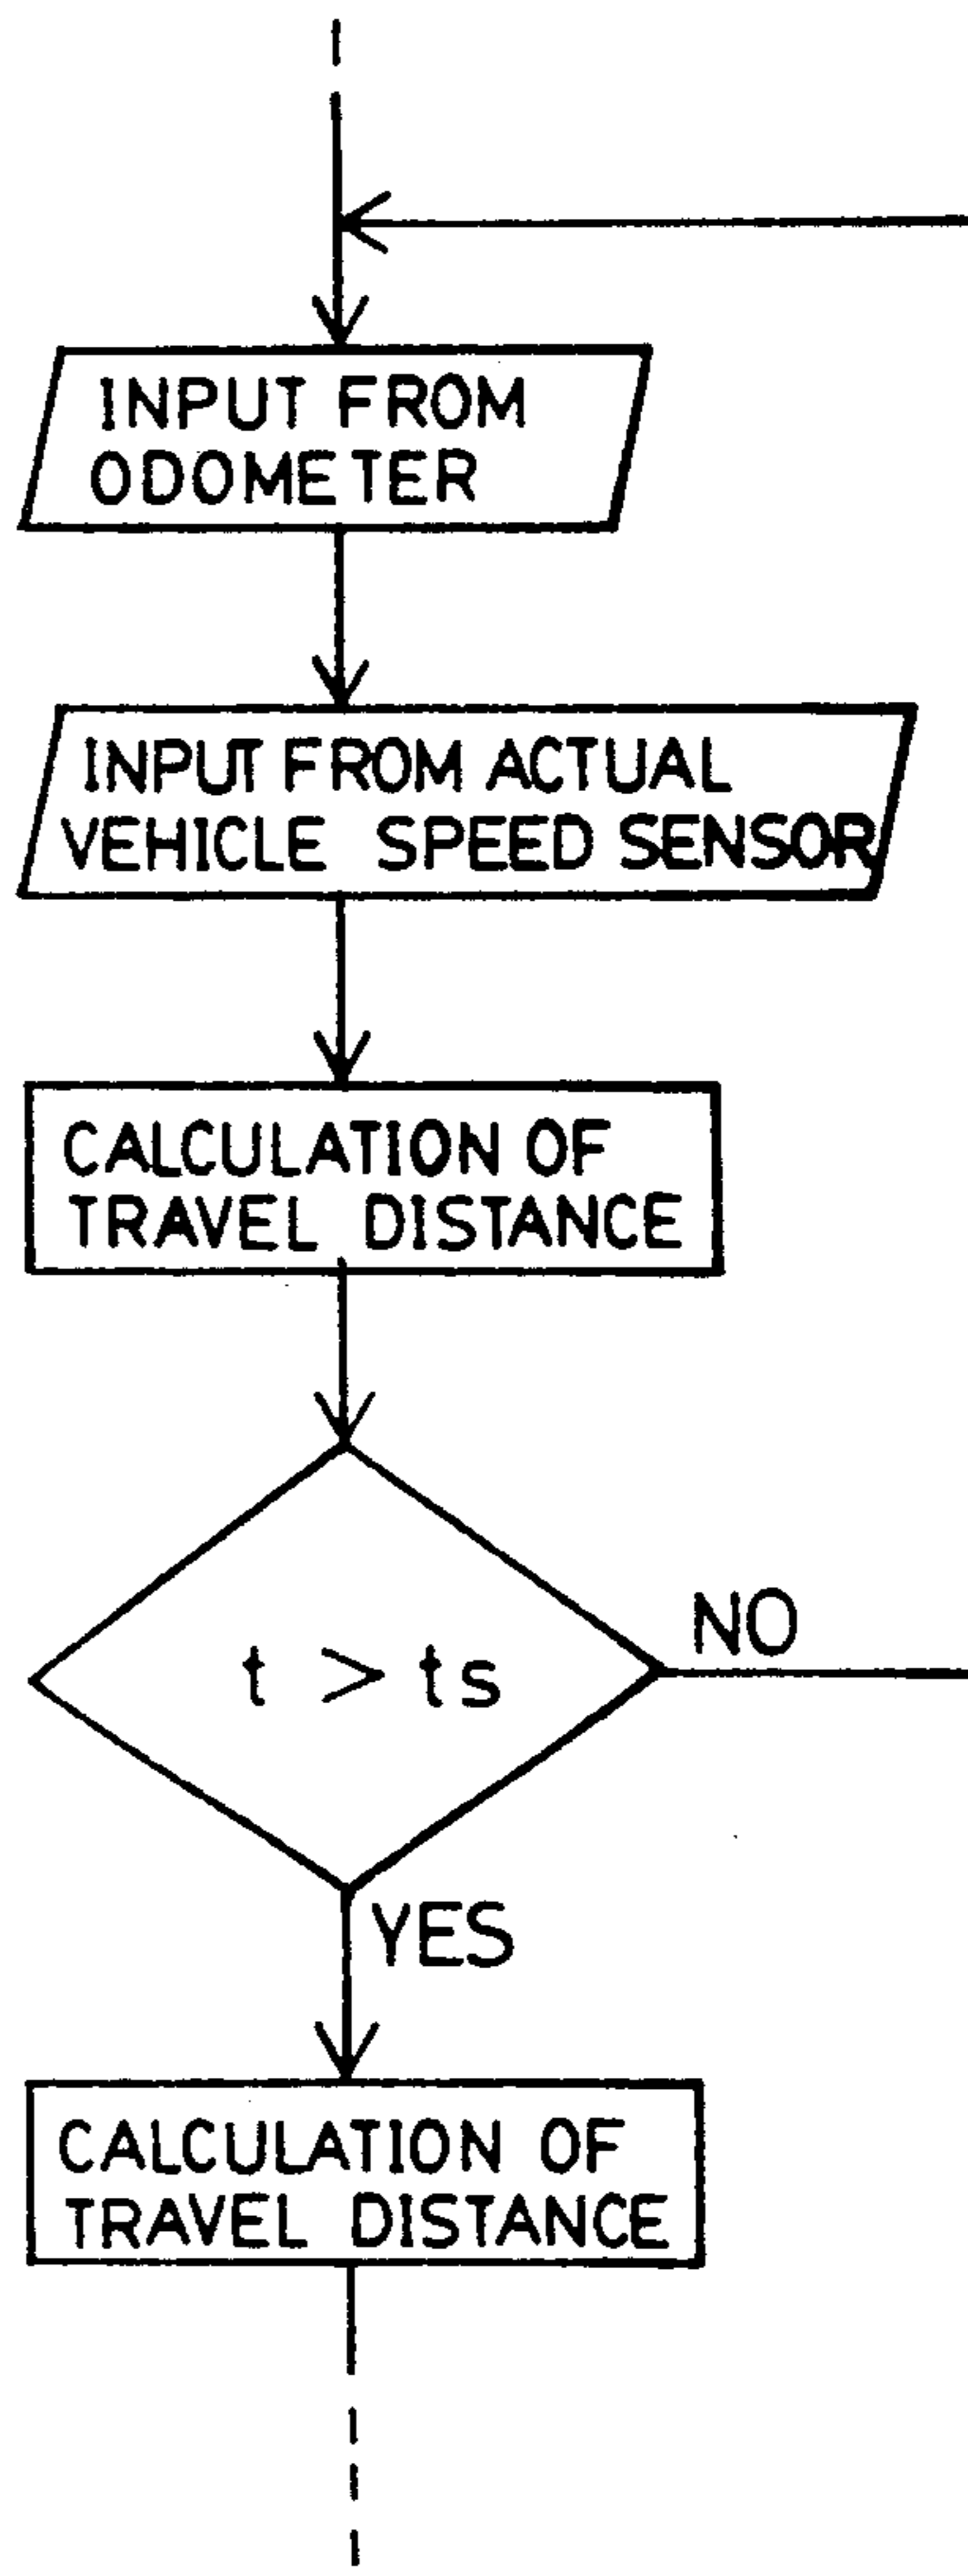 INPUT FROM
ODOMETER
INPUT FROM ACTUAL
VEHICLE SPEED SENSOR
CALCULATION OF
TRAVEL DISTANCE
t > ts
NO
YES
CALCULATION OF
TRAVEL DISTANCE